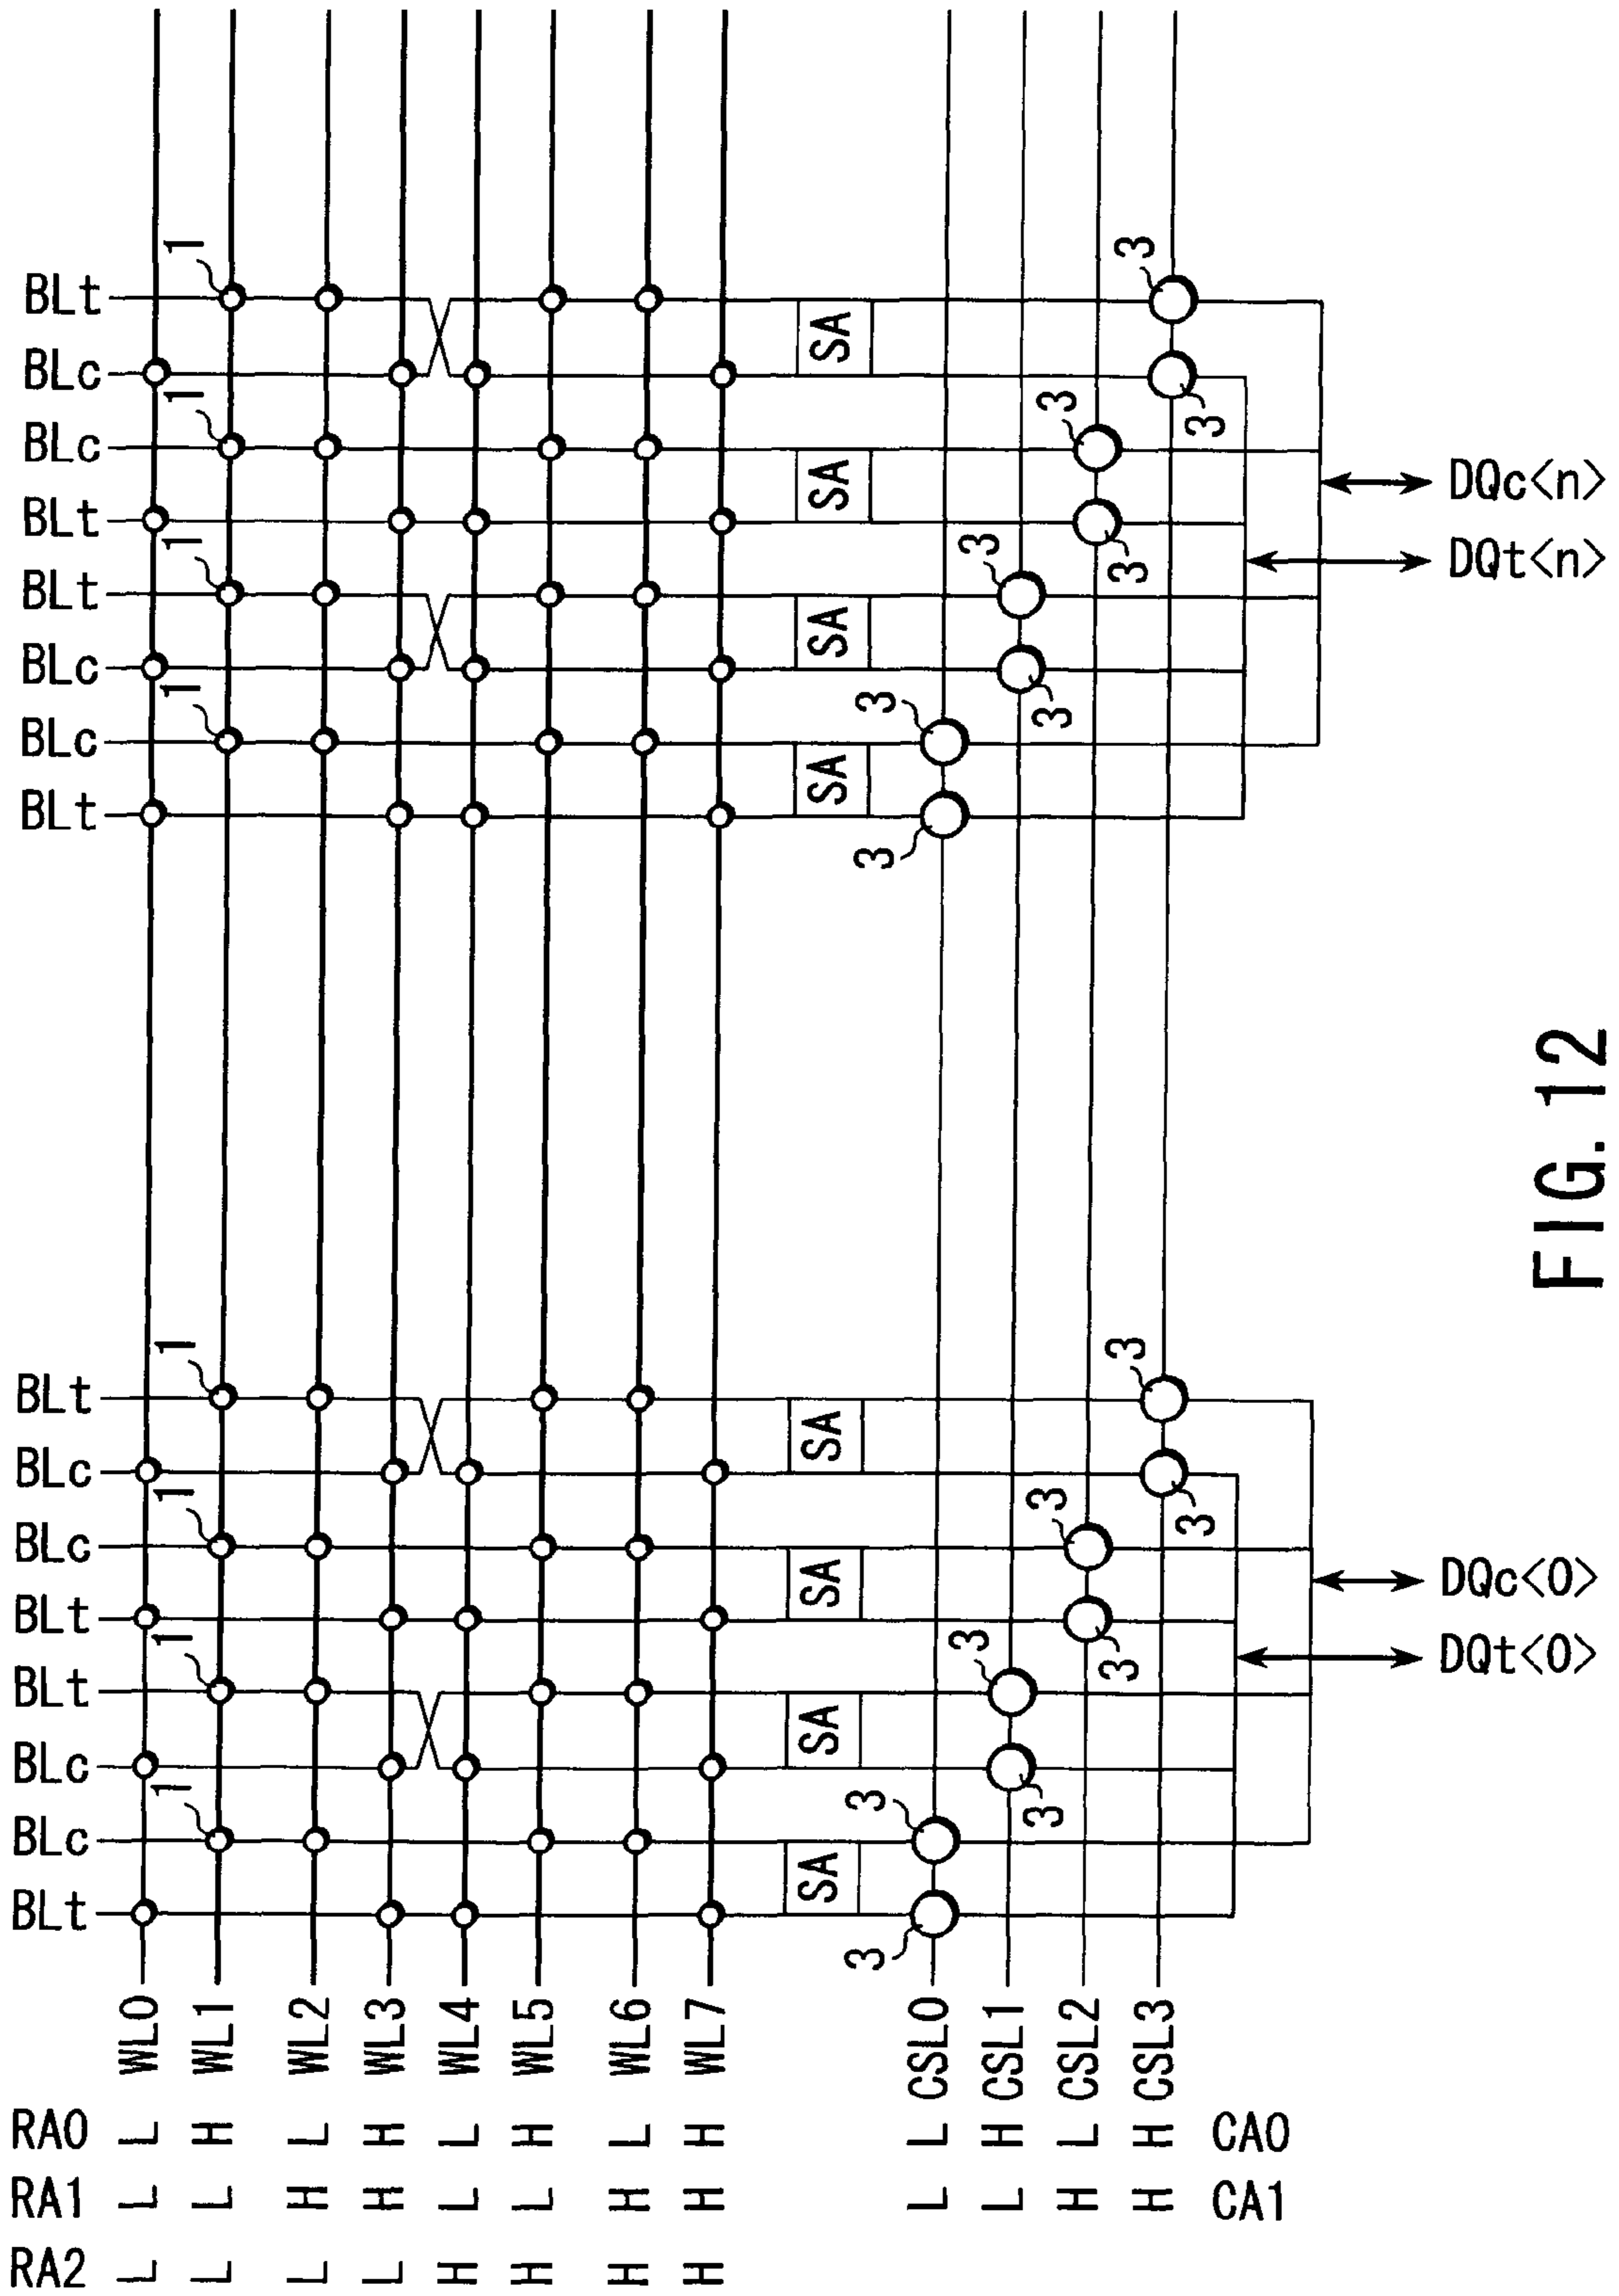 BLt BLc BLc BLt BLt BLc BLc BLt
1 1 1 1
SA SA SA SA
3 3 3 3 3 3 3 3
DQc<n>
DQt<n>
BLt BLc BLc BLt BLt BLc BLc BLt
1 1 1 1
SA SA SA SA
3 3 3 3 3 3 3 3
DQc<0>
DQt<0>
WL0 WL1 WL2 WL3 WL4 WL5 WL6 WL7 CSL0 CSL1 CSL2 CSL3
RA0 L H L H L H L H L H L H CA0
RA1 L L H H L L H H L L H H CA1
RA2 L L L L H H H H
FIG. 12